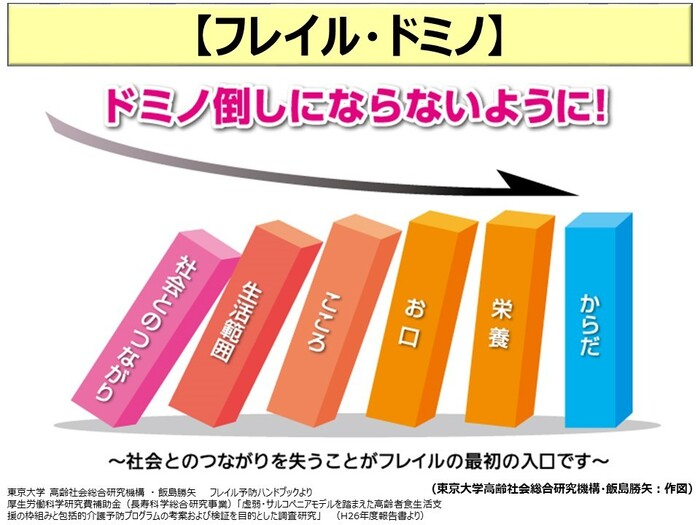 【フレイル・ドミノ】
ドミノ倒しにならないように!
社会とのつながり
生活範囲
こころ
お口
栄養
からだ
～社会とのつながりを失うことがフレイルの最初の入口です～
(東京大学高齢社会総合研究機構・飯島勝矢：作図)
東京大学 高齢社会総合研究機構 ・ 飯島勝矢　フレイル予防ハンドブックより
厚生労働科学研究費補助金（長寿科学総合研究事業）「虚弱・サルコペニアモデルを踏まえた高齢者食生活支
援の枠組みと包括的介護予防プログラムの考案および検証を目的とした調査研究」　（H26年度報告書より）